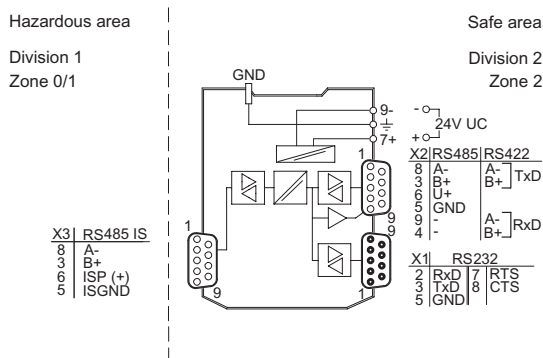 Hazardous area
Safe area
Division 1
Zone 0/1
Division 2
Zone 2
GND
9-
7+
- 24V UC +
1
9
9
1
1
9
X2 RS485 RS422
8 A- A- TxD
3 B+ B+
6 U+
5 GND
9 - A- RxD
4 - B+
X1 RS232
2 RxD 7 RTS
3 TxD 8 CTS
5 GND
X3 RS485 IS
8 A-
3 B+
6 ISP (+)
5 ISGND